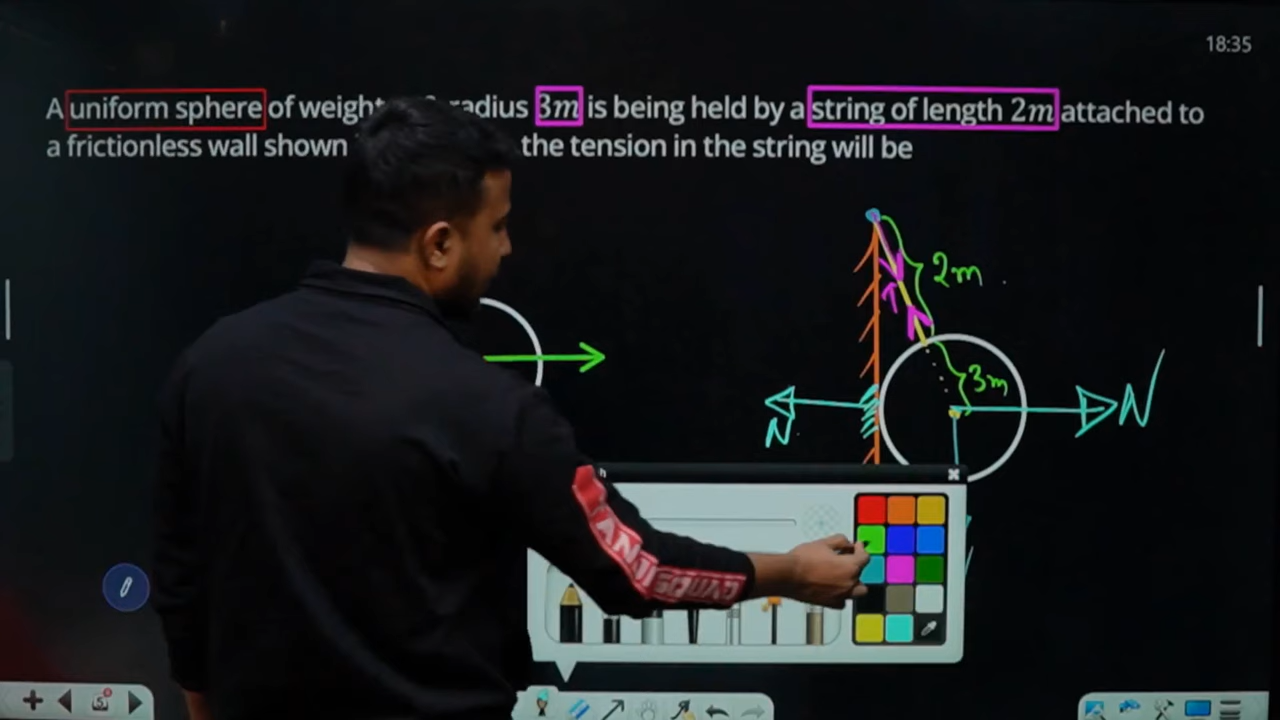 18:35
A uniform sphere of weight radius 3m is being held by a string of length 2m attached to
a frictionless wall shown the tension in the string will be
2m
T
3m
N
N